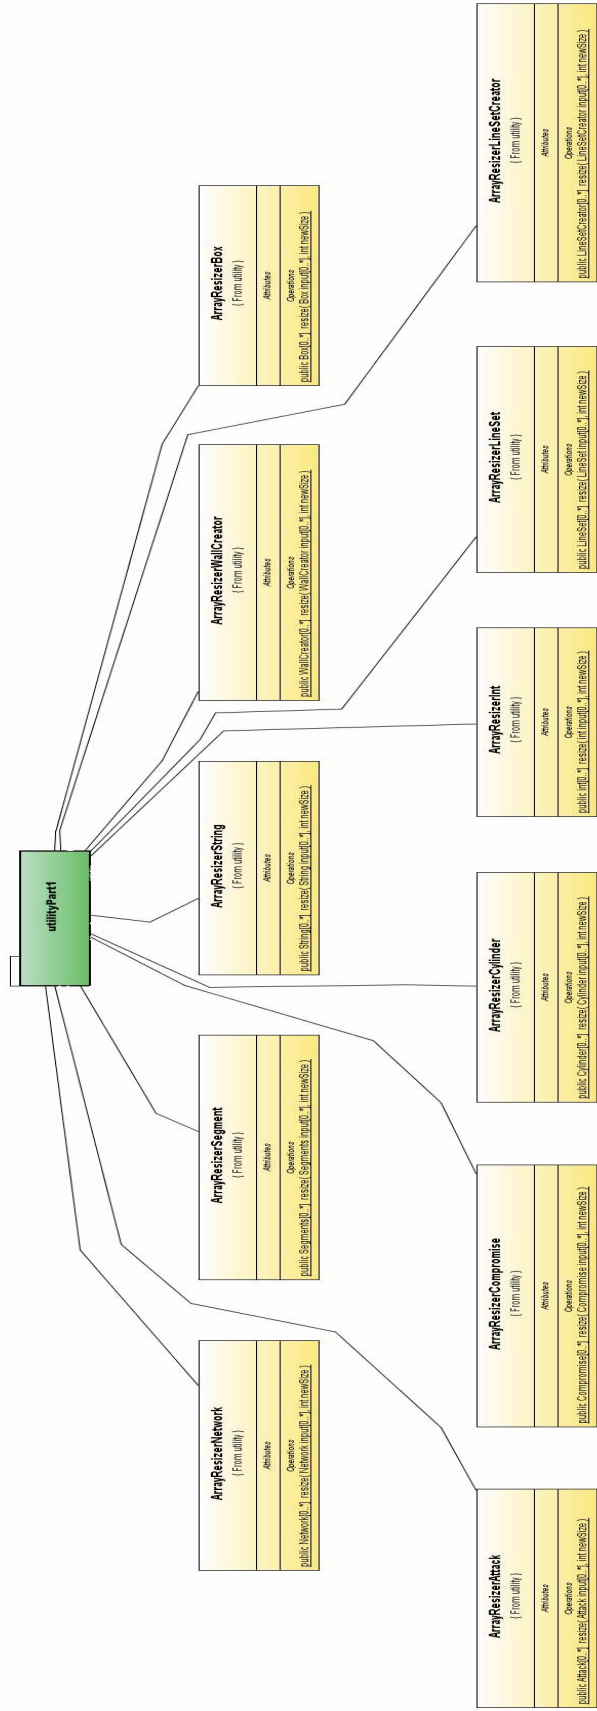 utilityPart1
ArrayResizerNetwork
{ From utility }
Attributes
Operations
public Network[0..*] resize( Network input[0..*], int newSize )
ArrayResizerSegment
{ From utility }
Attributes
Operations
public Segments[0..*] resize( Segments input[0..*], int newSize )
ArrayResizerString
{ From utility }
Attributes
Operations
public String[0..*] resize( String input[0..*], int newSize )
ArrayResizerWallCreator
{ From utility }
Attributes
Operations
public WallCreator[0..*] resize( WallCreator input[0..*], int newSize )
ArrayResizerBox
{ From utility }
Attributes
Operations
public Box[0..*] resize( Box input[0..*], int newSize )
ArrayResizerAttack
{ From utility }
Attributes
Operations
public Attack[0..*] resize( Attack input[0..*], int newSize )
ArrayResizerCompromise
{ From utility }
Attributes
Operations
public Compromise[0..*] resize( Compromise input[0..*], int newSize )
ArrayResizerCylinder
{ From utility }
Attributes
Operations
public Cylinder[0..*] resize( Cylinder input[0..*], int newSize )
ArrayResizerInt
{ From utility }
Attributes
Operations
public int[0..*] resize( int input[0..*], int newSize )
ArrayResizerLineSet
{ From utility }
Attributes
Operations
public LineSet[0..*] resize( LineSet input[0..*], int newSize )
ArrayResizerLineSetCreator
{ From utility }
Attributes
Operations
public LineSetCreator[0..*] resize( LineSetCreator input[0..*], int newSize )